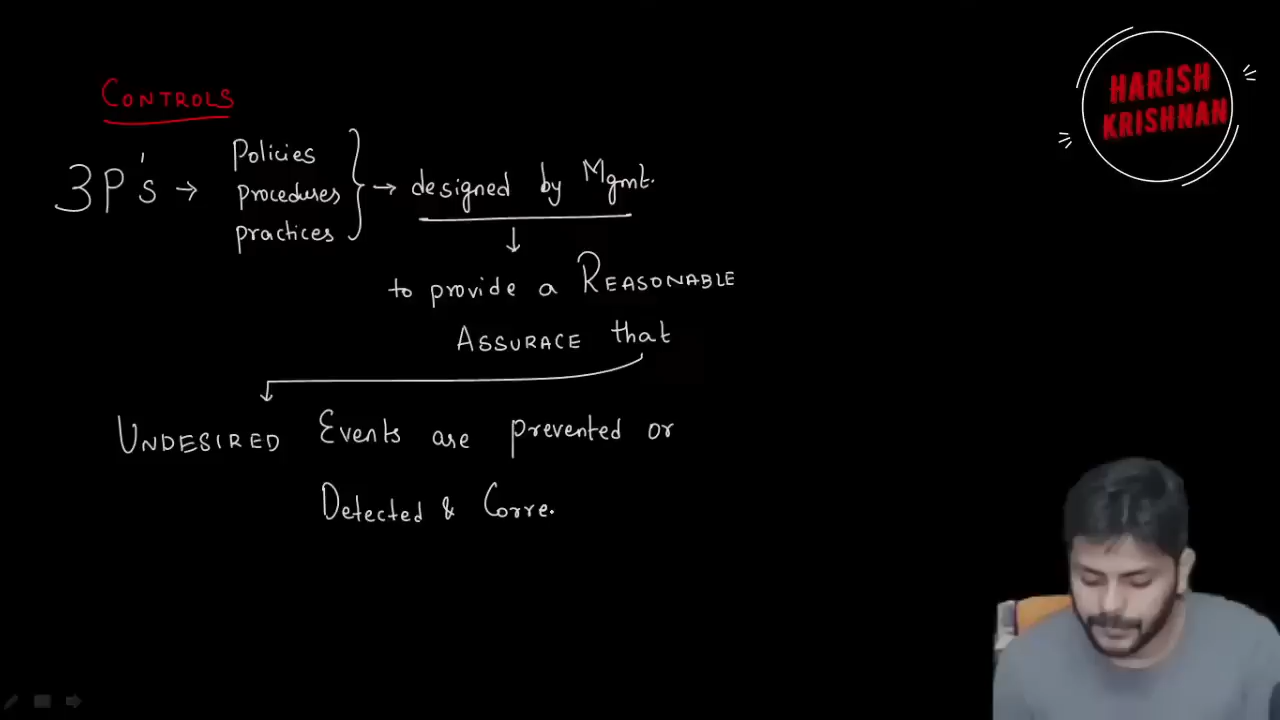 CONTROLS
3P's → Policies
procedures
practices
→ designed by Mgmt.
↓
to provide a REASONABLE
ASSURACE that
UNDESIRED Events are prevented or
Detected & Corre.
HARISH
KRISHNAN